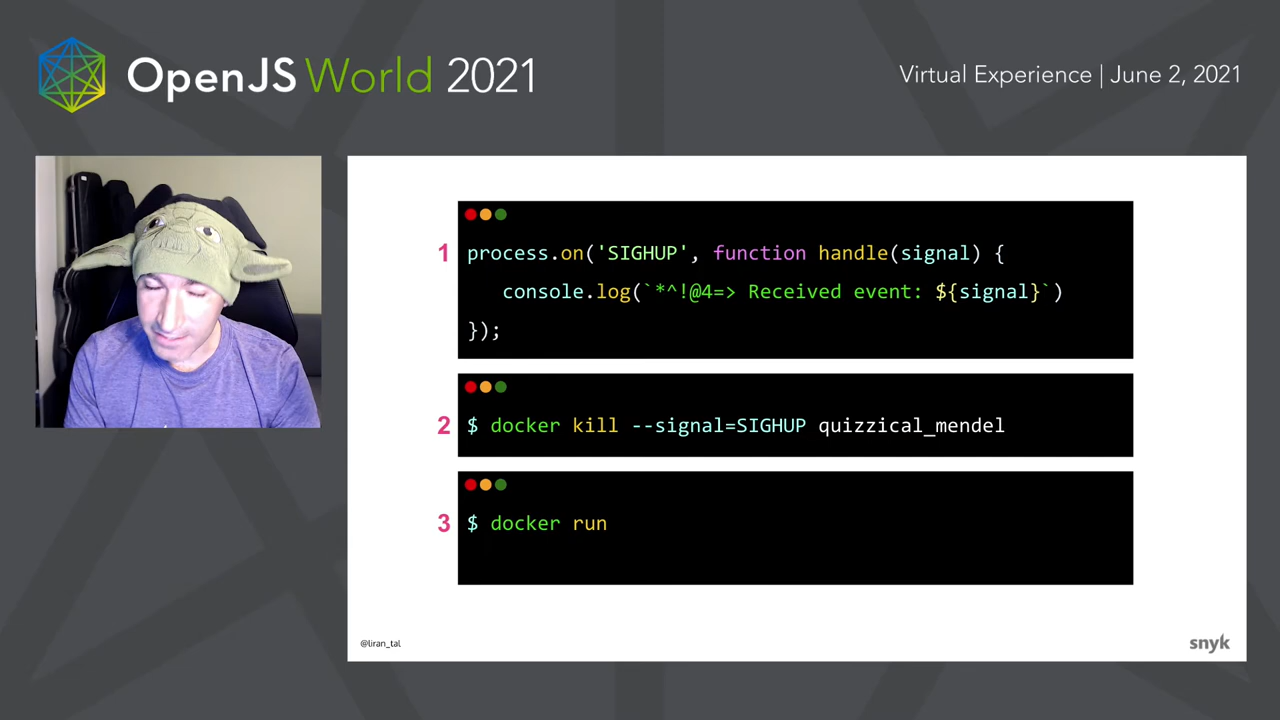 OpenJS World 2021
Virtual Experience | June 2, 2021
1
process.on('SIGHUP', function handle(signal) {
console.log(`*^!@4=> Received event: ${signal}`)
});
2
$ docker kill --signal=SIGHUP quizzical_mendel
3
$ docker run
@liran_tal
snyk